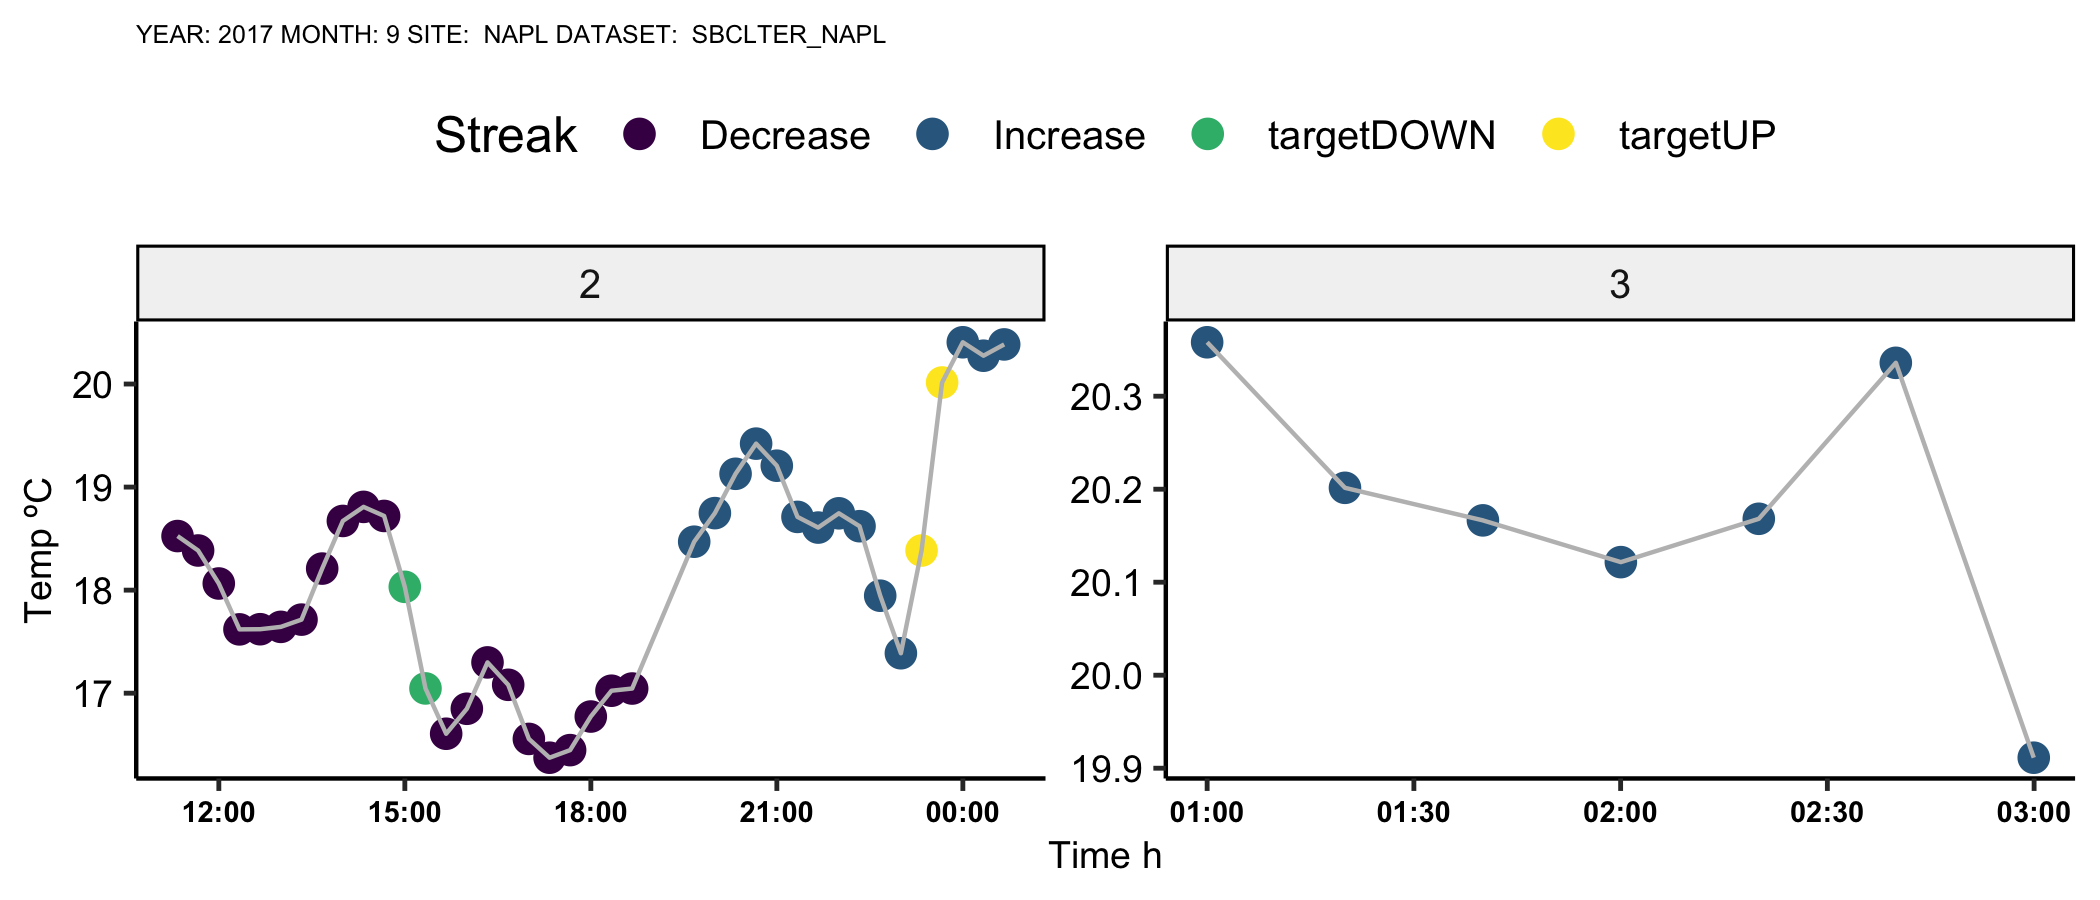 YEAR: 2017 MONTH: 9 SITE:  NAPL DATASET:  SBCLTER_NAPL
Streak Decrease Increase targetDOWN targetUP
2
3
Temp ºC
20
19
18
17
12:00 15:00 18:00 21:00 00:00
20.3
20.2
20.1
20.0
19.9
01:00 01:30 02:00 02:30 03:00
Time h